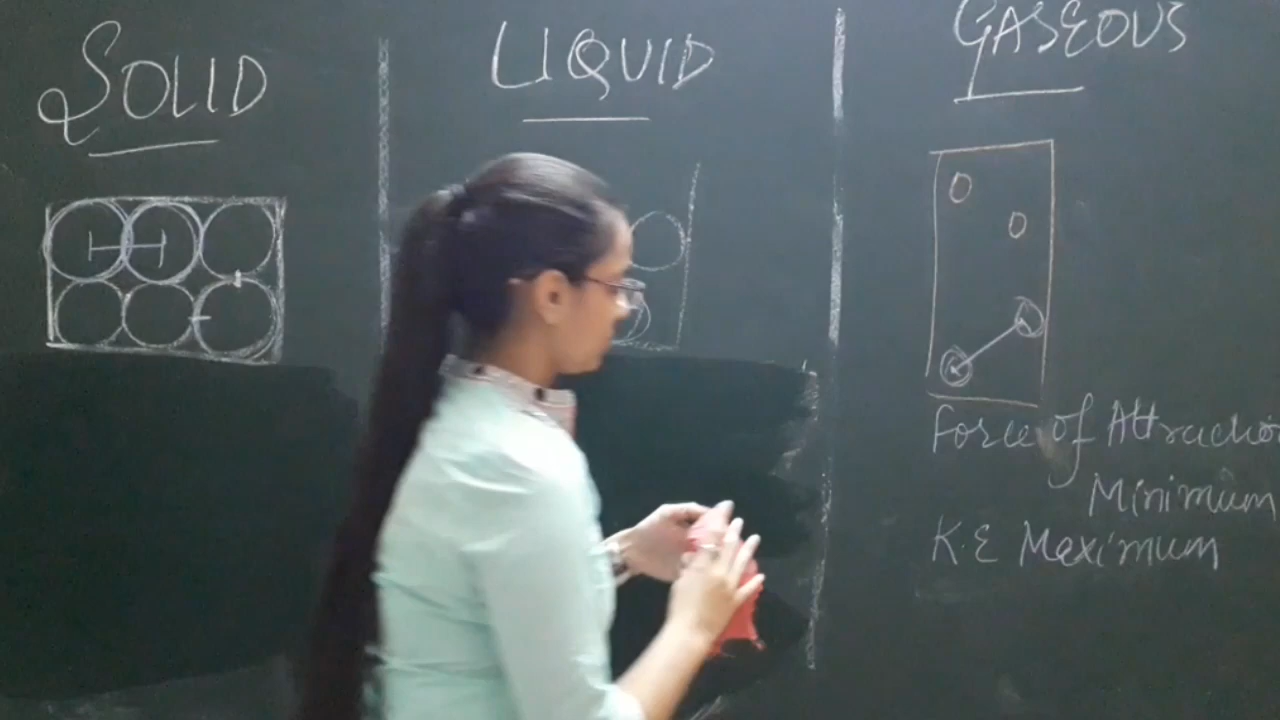 SOLID
LIQUID
GASEOUS
Force of Attraction
Minimum
K.E Maximum